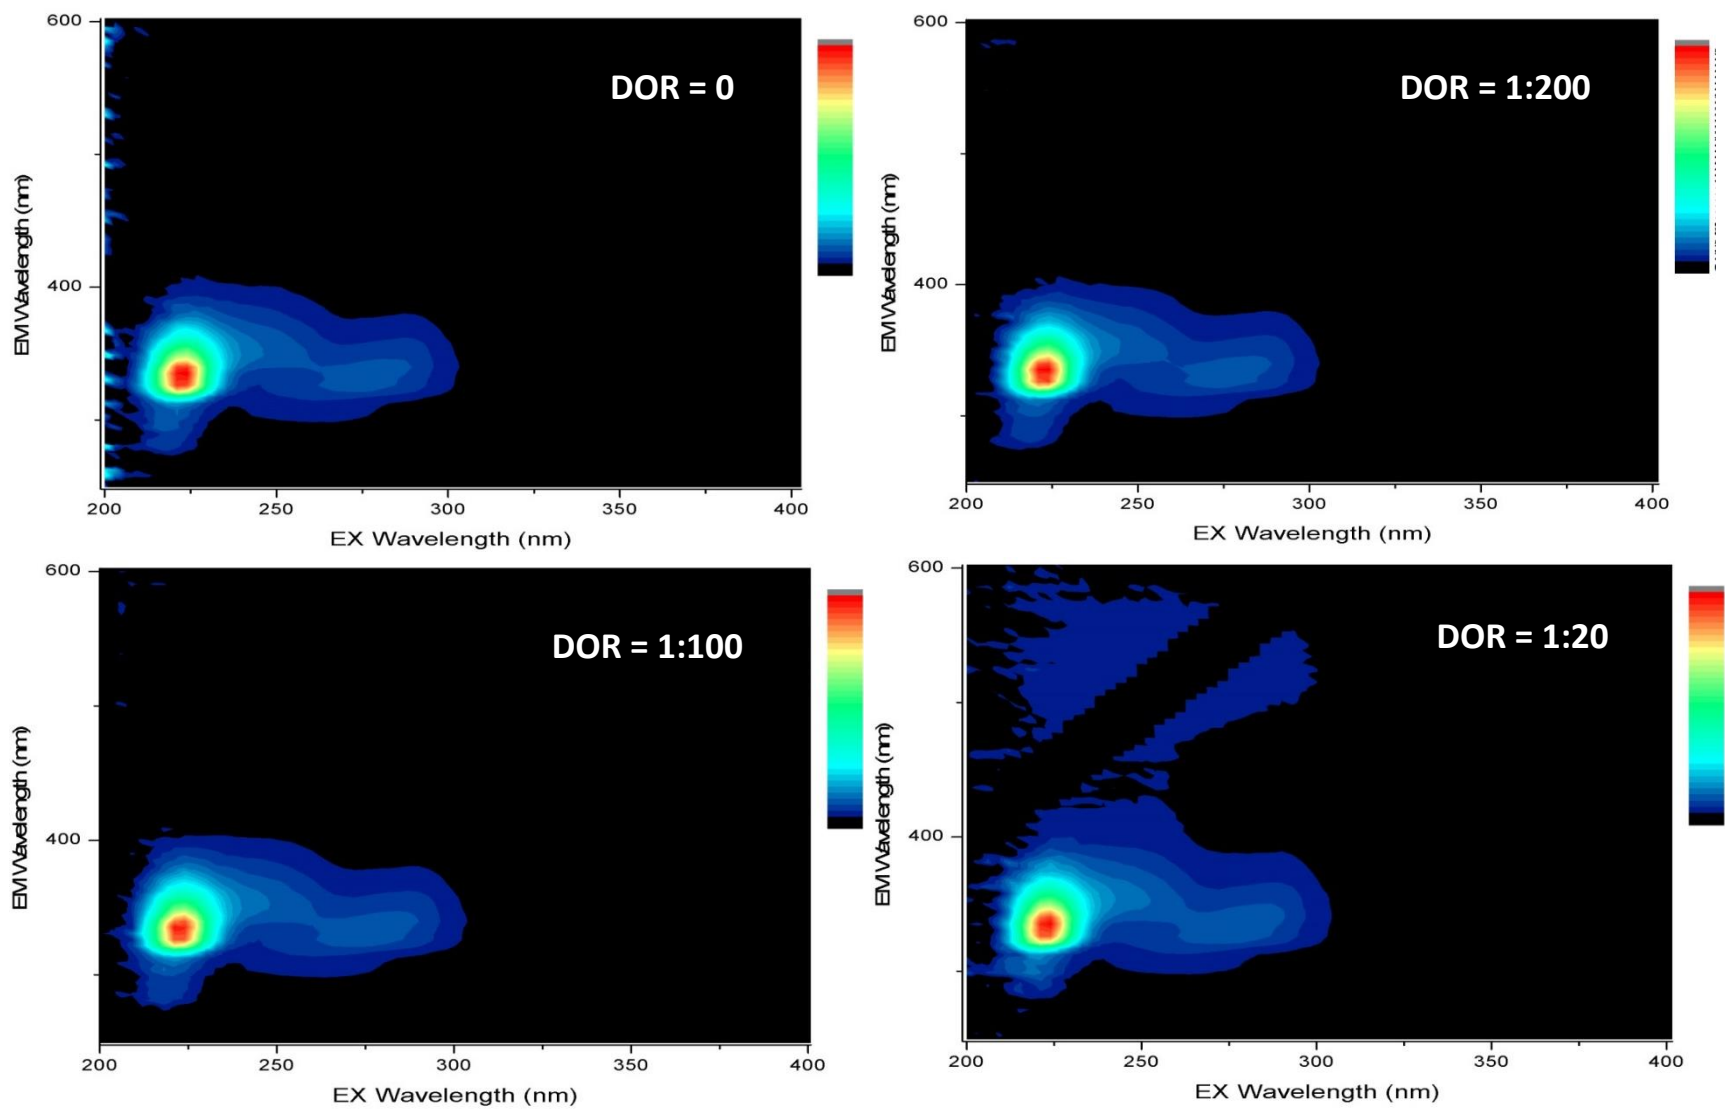 600
DOR = 0
400
EM Wavelength (nm)
200 250 300 350 400
EX Wavelength (nm)
600
DOR = 1:200
400
EM Wavelength (nm)
200 250 300 350 400
EX Wavelength (nm)
600
DOR = 1:100
400
EM Wavelength (nm)
200 250 300 350 400
EX Wavelength (nm)
600
DOR = 1:20
400
EM Wavelength (nm)
200 250 300 350 400
EX Wavelength (nm)